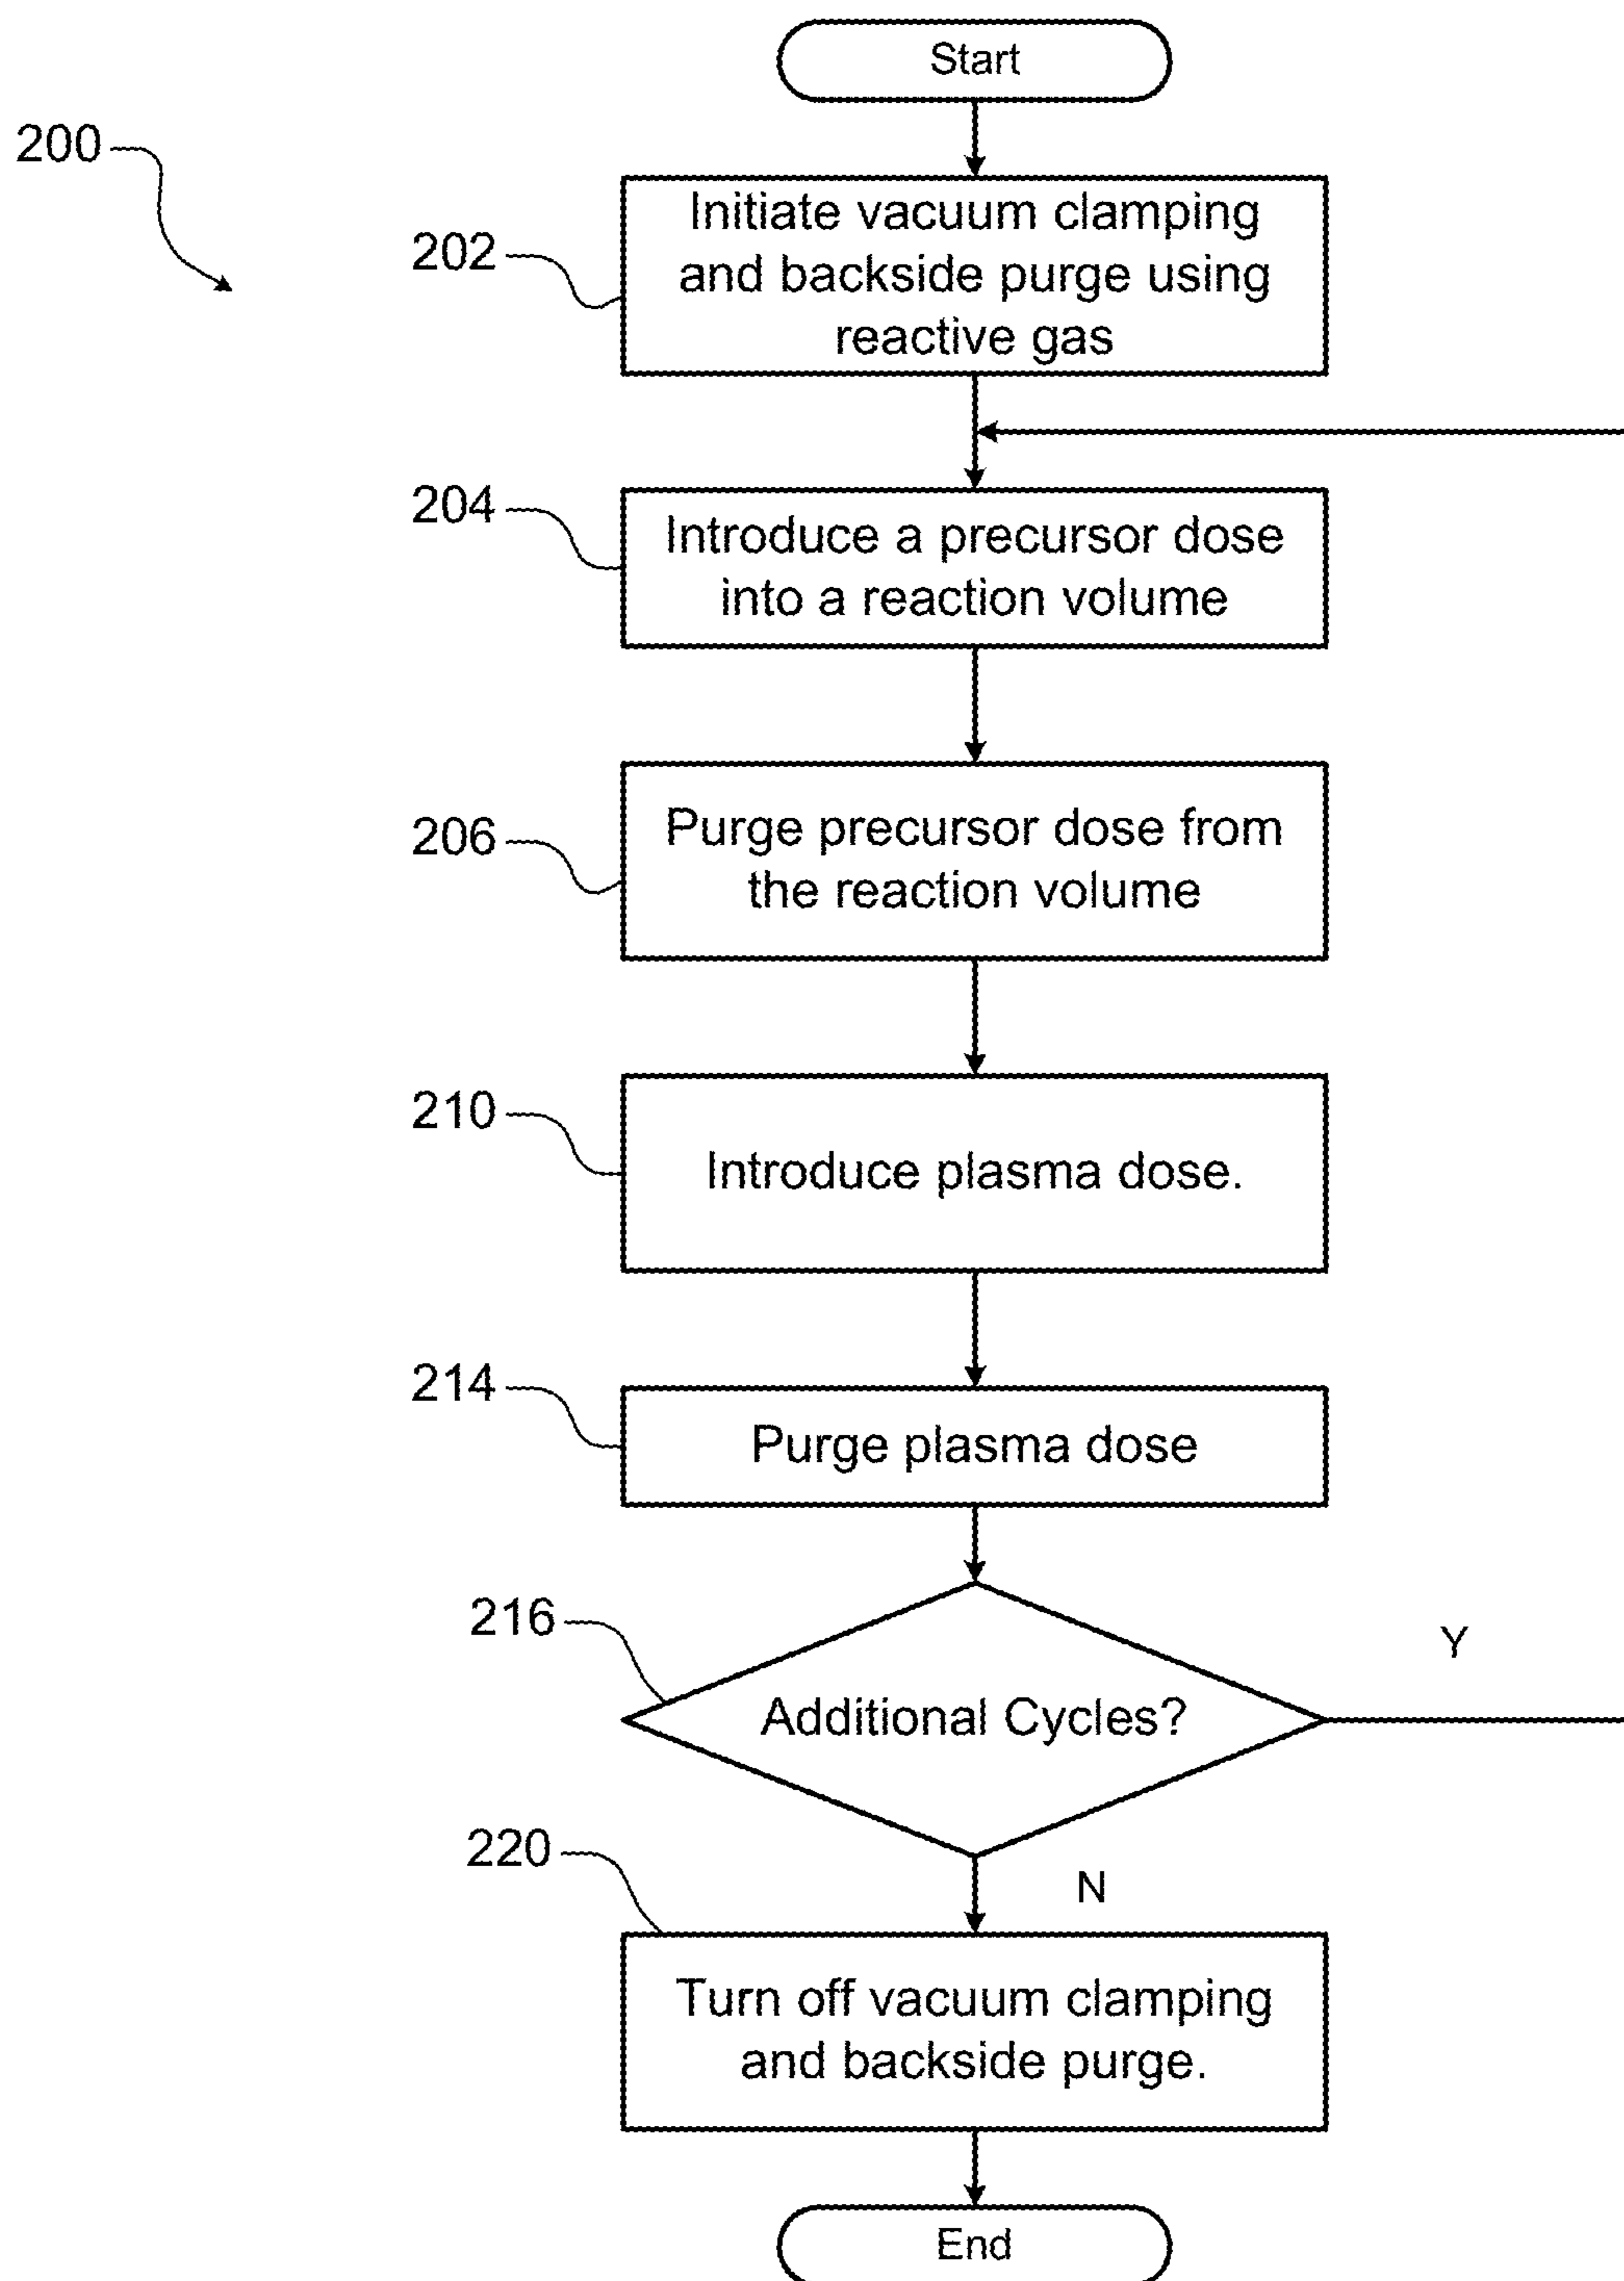 Start
200
202
Initiate vacuum clamping
and backside purge using
reactive gas
204
Introduce a precursor dose
into a reaction volume
206
Purge precursor dose from
the reaction volume
210
Introduce plasma dose.
214
Purge plasma dose
216
Additional Cycles?
Y
220
N
Turn off vacuum clamping
and backside purge.
End